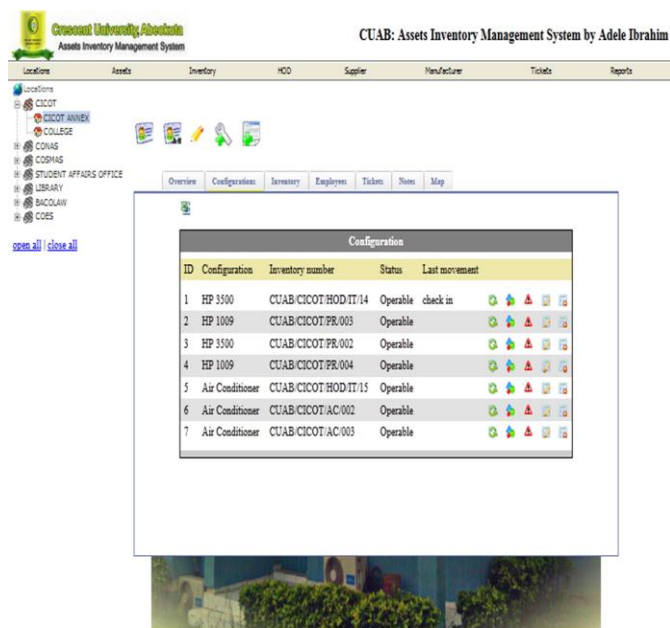 Crescent University, Abeokuta
Assets Inventory Management System
CUAB: Assets Inventory Management System by Adele Ibrahim
Locations Assets Inventory HOD Supplier Manufacturer Tickets Reports
Locations
CICOT
CICOT ANNEX
COLLEGE
CONAS
COSMAS
STUDENT AFFAIRS OFFICE
LIBRARY
BACOLAW
COES
open all | close all
Overview Configurations Inventory Employees Tickets Notes Map
Configuration
ID Configuration Inventory number Status Last movement
1 HP 3500 CUAB/CICOT/HOD/IT/14 Operable check in
2 HP 1009 CUAB/CICOT/PR/003 Operable
3 HP 3500 CUAB/CICOT/PR/002 Operable
4 HP 1009 CUAB/CICOT/PR/004 Operable
5 Air Conditioner CUAB/CICOT/HOD/IT/15 Operable
6 Air Conditioner CUAB/CICOT/AC/002 Operable
7 Air Conditioner CUAB/CICOT/AC/003 Operable